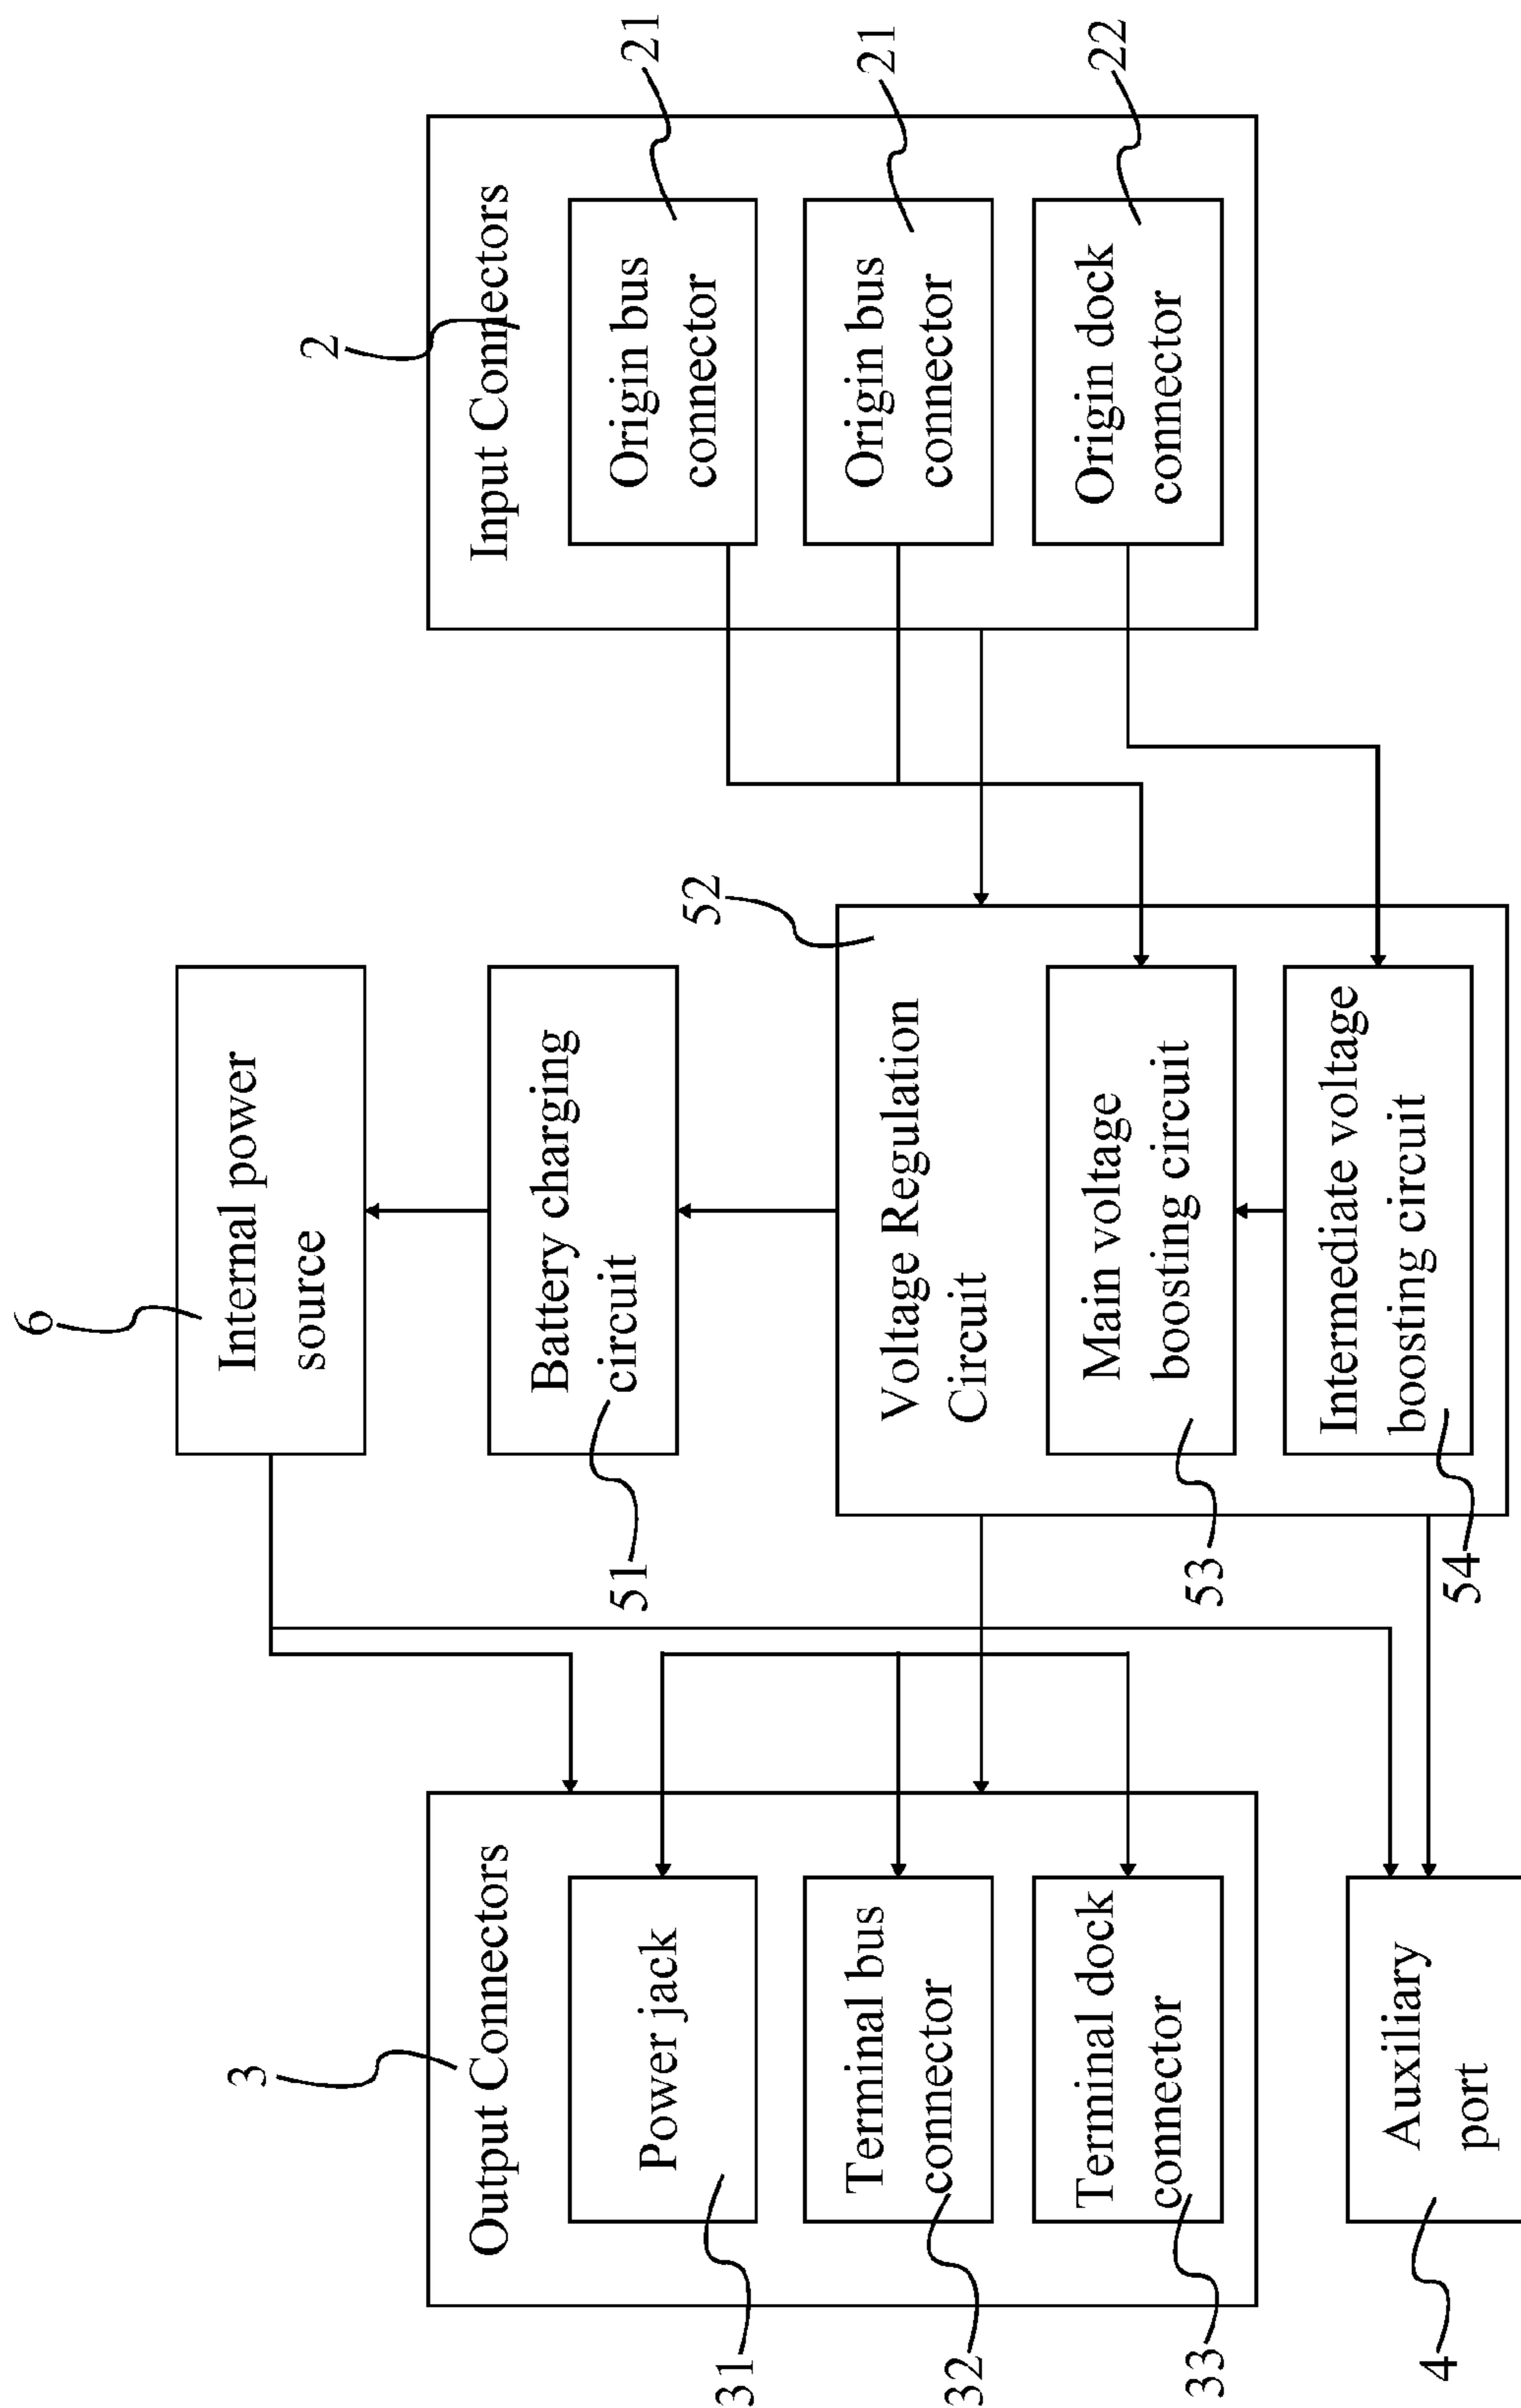 6
Internal power
source
2
Input Connectors
Origin bus
connector
21
Origin bus
connector
21
Origin dock
connector
22
Battery charging
circuit
51
52
Voltage Regulation
Circuit
Main voltage
boosting circuit
53
Intermediate voltage
boosting circuit
54
3
Output Connectors
Power jack
31
Terminal bus
connector
32
Terminal dock
connector
33
Auxiliary
port
4